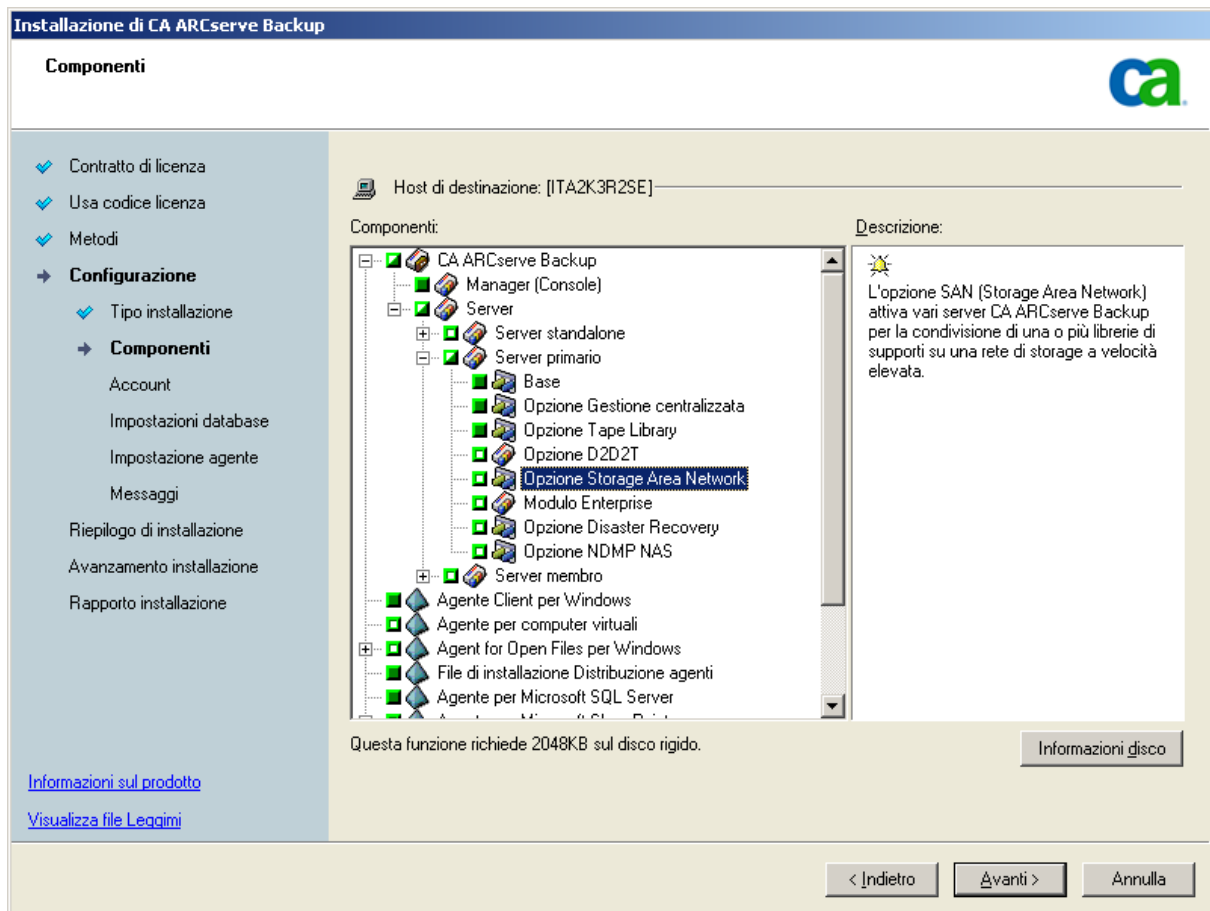 Installazione di CA ARCserve Backup
Componenti
ca
Contratto di licenza
Usa codice licenza
Metodi
Configurazione
Tipo installazione
Componenti
Account
Impostazioni database
Impostazione agente
Messaggi
Riepilogo di installazione
Avanzamento installazione
Rapporto installazione
Informazioni sul prodotto
Visualizza file Leggimi
Host di destinazione: [ITA2K3R2SE]
Componenti:
CA ARCserve Backup
Manager (Console)
Server
Server standalone
Server primario
Base
Opzione Gestione centralizzata
Opzione Tape Library
Opzione D2D2T
Opzione Storage Area Network
Modulo Enterprise
Opzione Disaster Recovery
Opzione NDMP NAS
Server membro
Agente Client per Windows
Agente per computer virtuali
Agent for Open Files per Windows
File di installazione Distribuzione agenti
Agente per Microsoft SQL Server
Descrizione:
L'opzione SAN (Storage Area Network)
attiva vari server CA ARCserve Backup
per la condivisione di una o più librerie di
supporti su una rete di storage a velocità
elevata.
Questa funzione richiede 2048KB sul disco rigido.
Informazioni disco
< Indietro
Avanti >
Annulla